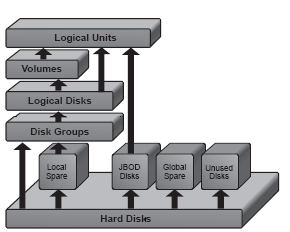 Logical Units
Volumes
Logical Disks
Disk Groups
Local
Spare
JBOD
Disks
Global
Spare
Unused
Disks
Hard Disks